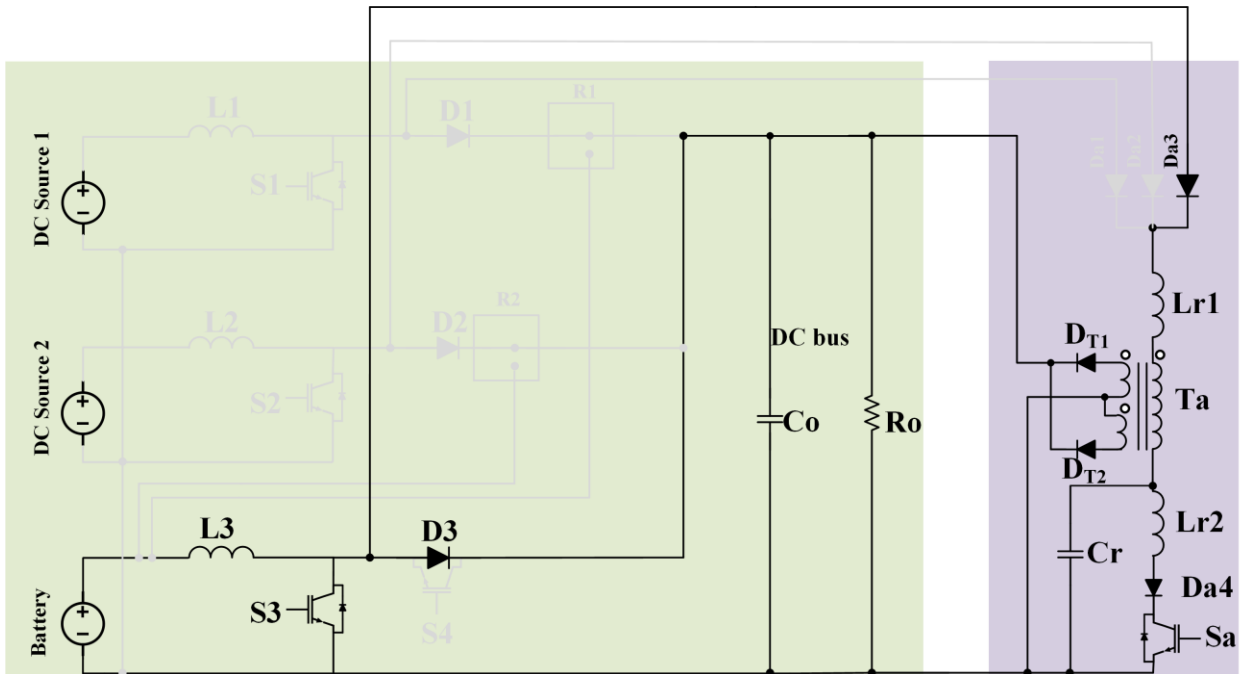 L1
D1
R1
DC Source 1
S1
Da1
Da2
Da3
L2
D2
R2
DC Source 2
S2
DC bus
Co
Ro
Lr1
DT1
Ta
DT2
L3
D3
Lr2
Cr
Battery
S3
S4
Da4
Sa